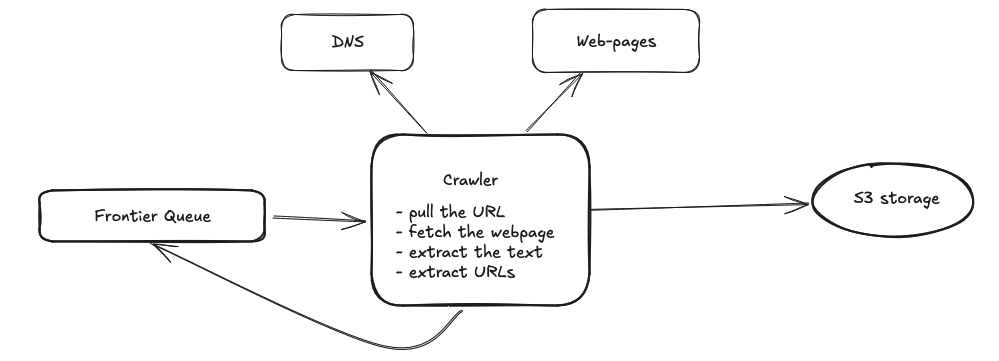 DNS
Web-pages
Crawler
- pull the URL
- fetch the webpage
- extract the text
- extract URLs
Frontier Queue
S3 storage